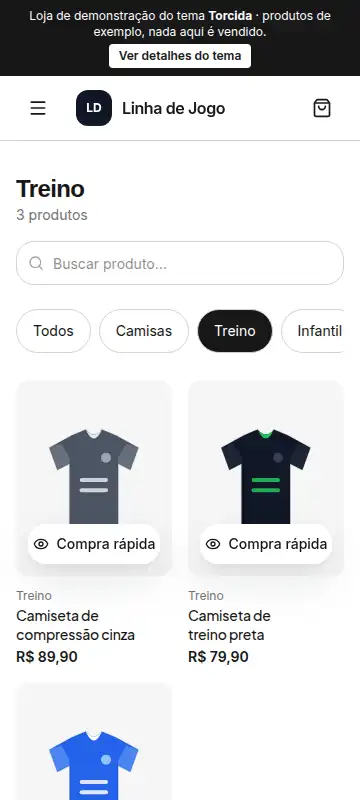 Loja de demonstração do tema Torcida · produtos de
exemplo, nada aqui é vendido.
Ver detalhes do tema
LD
Linha de Jogo
Treino
3 produtos
Buscar produto...
Todos
Camisas
Treino
Infantil
Compra rápida
Compra rápida
Treino
Camiseta de
compressão cinza
R$ 89,90
Treino
Camiseta de
treino preta
R$ 79,90